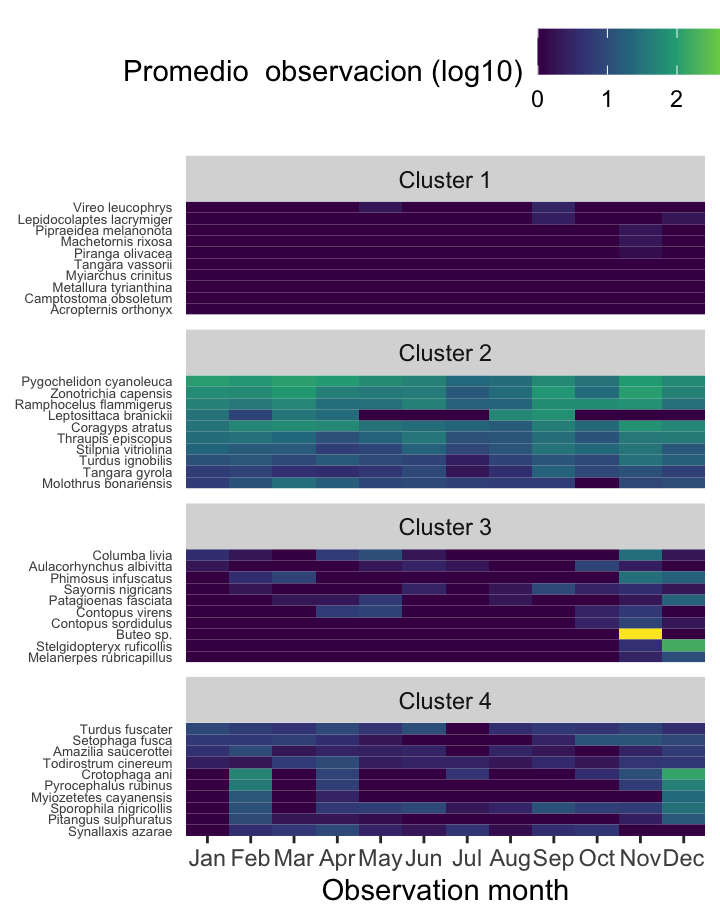 Promedio  observacion (log10)
0 1 2
Cluster 1
Vireo leucophrys
Lepidocolaptes lacrymiger
Pipraeidea melanonota
Machetornis rixosa
Piranga olivacea
Tangara vassorii
Myiarchus crinitus
Metallura tyrianthina
Camptostoma obsoletum
Acropternis orthonyx
Cluster 2
Pygochelidon cyanoleuca
Zonotrichia capensis
Ramphocelus flammigerus
Leptosittaca branickii
Coragyps atratus
Thraupis episcopus
Stilpnia vitriolina
Turdus ignobilis
Tangara gyrola
Molothrus bonariensis
Cluster 3
Columba livia
Aulacorhynchus albivitta
Phimosus infuscatus
Sayornis nigricans
Patagioenas fasciata
Contopus virens
Contopus sordidulus
Buteo sp.
Stelgidopteryx ruficollis
Melanerpes rubricapillus
Cluster 4
Turdus fuscater
Setophaga fusca
Amazilia saucerottei
Todirostrum cinereum
Crotophaga ani
Pyrocephalus rubinus
Myiozetetes cayanensis
Sporophila nigricollis
Pitangus sulphuratus
Synallaxis azarae
Jan Feb Mar Apr May Jun Jul Aug Sep Oct Nov Dec
Observation month